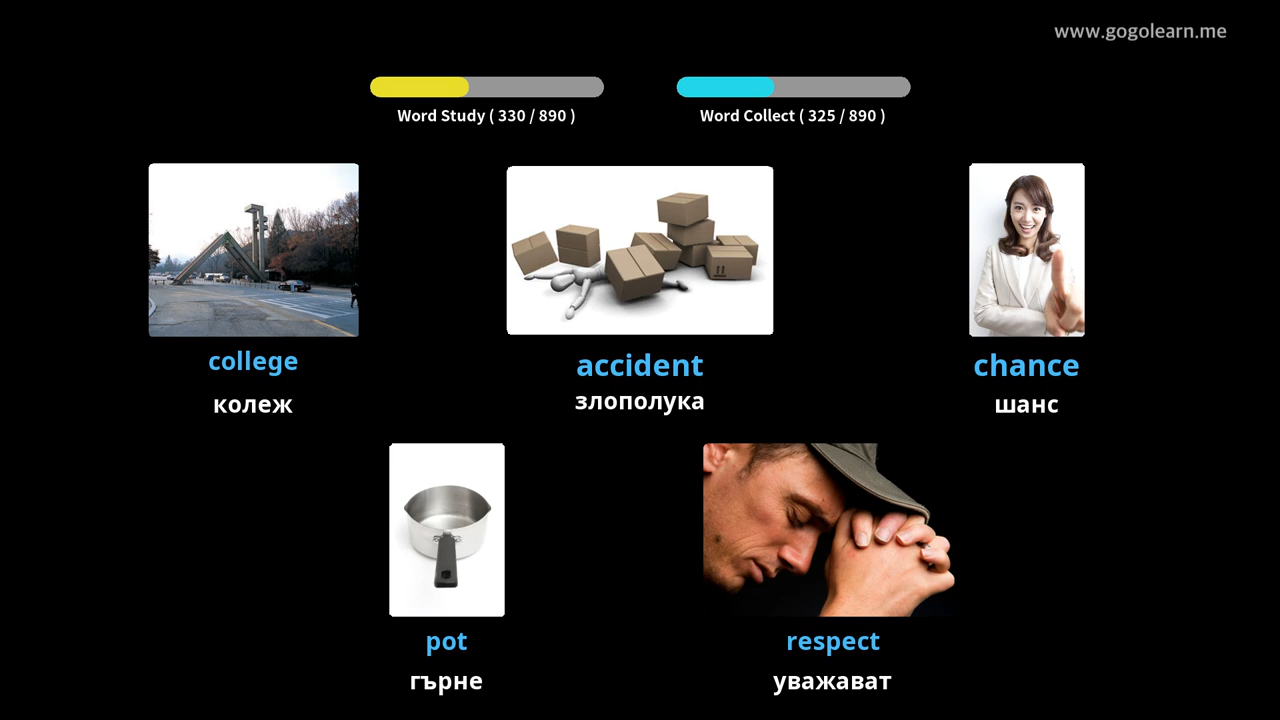 www.gogolearn.me
Word Study ( 330 / 890 )
Word Collect ( 325 / 890 )
college
колеж
accident
злополука
chance
шанс
pot
гърне
respect
уважават